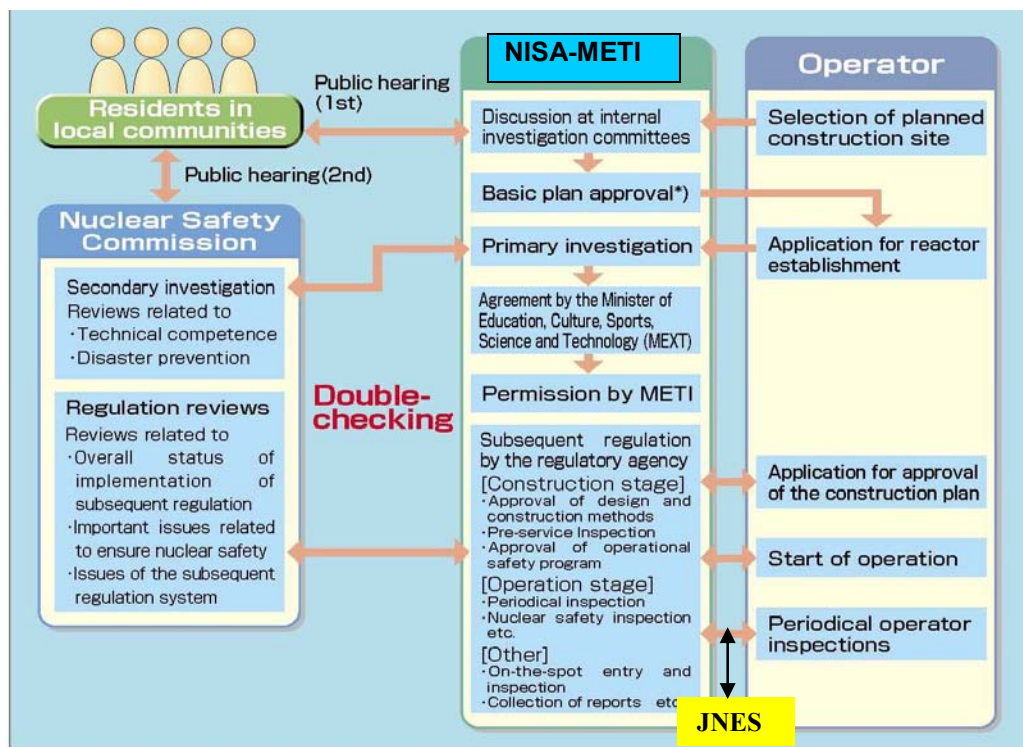 Residents in
local communities
Public hearing
(1st)
Public hearing(2nd)
Nuclear Safety
Commission
Secondary investigation
Reviews related to
・Technical competence
・Disaster prevention
Regulation reviews
Reviews related to
・Overall status of
implementation of
subsequent regulation
・Important issues related
to ensure nuclear safety
・Issues of the subsequent
regulation system
Double-
checking
NISA-METI
Discussion at internal
investigation committees
Basic plan approval*)
Primary investigation
Agreement by the Minister of
Education, Culture, Sports,
Science and Technology (MEXT)
Permission by METI
Subsequent regulation
by the regulatory agency
[Construction stage]
・Approval of design and
construction methods
・Pre-service Inspection
・Approval of operational
safety program
[Operation stage]
・Periodical inspection
・Nuclear safety inspection
etc.
[Other]
・On-the-spot entry and
inspection
・Collection of reports etc
Operator
Selection of planned
construction site
Application for reactor
establishment
Application for approval
of the construction plan
Start of operation
Periodical operator
inspections
JNES